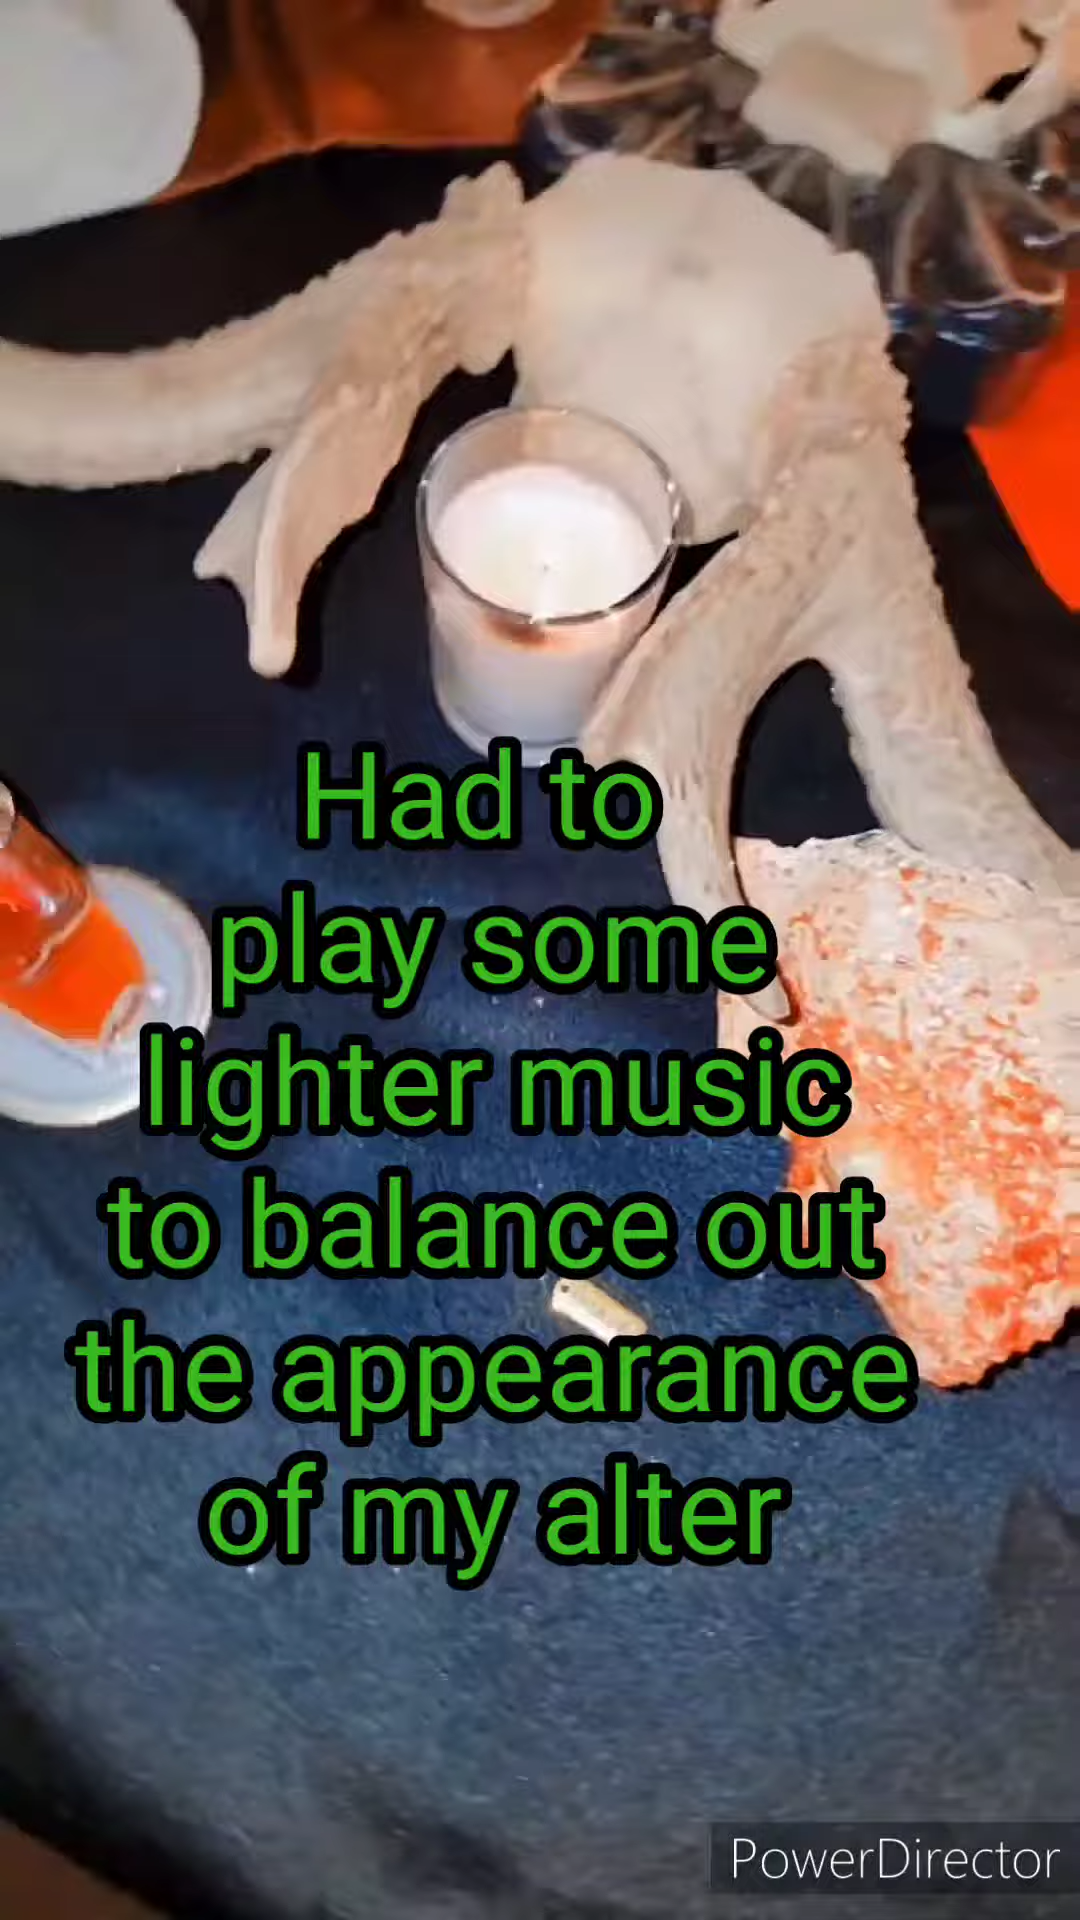 Had to
play some
lighter music
to balance out
the appearance
of my alter
PowerDirector